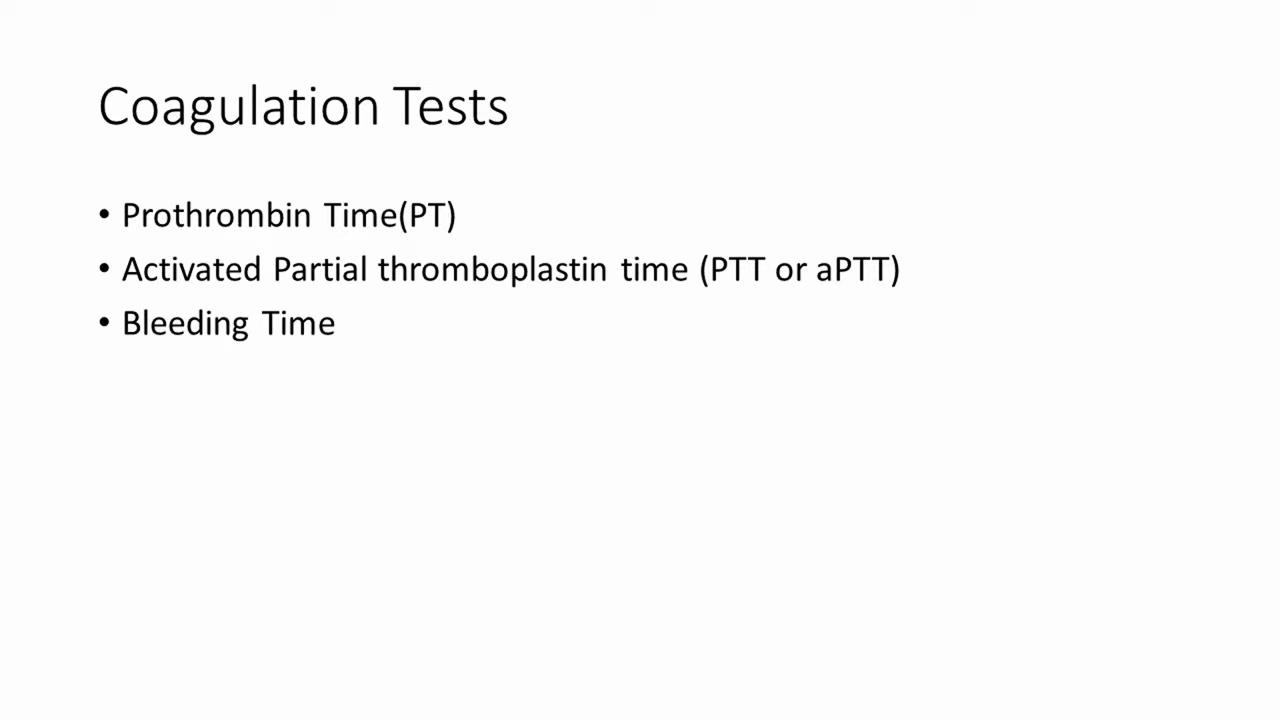 Coagulation Tests
• Prothrombin Time(PT)
• Activated Partial thromboplastin time (PTT or aPTT)
• Bleeding Time